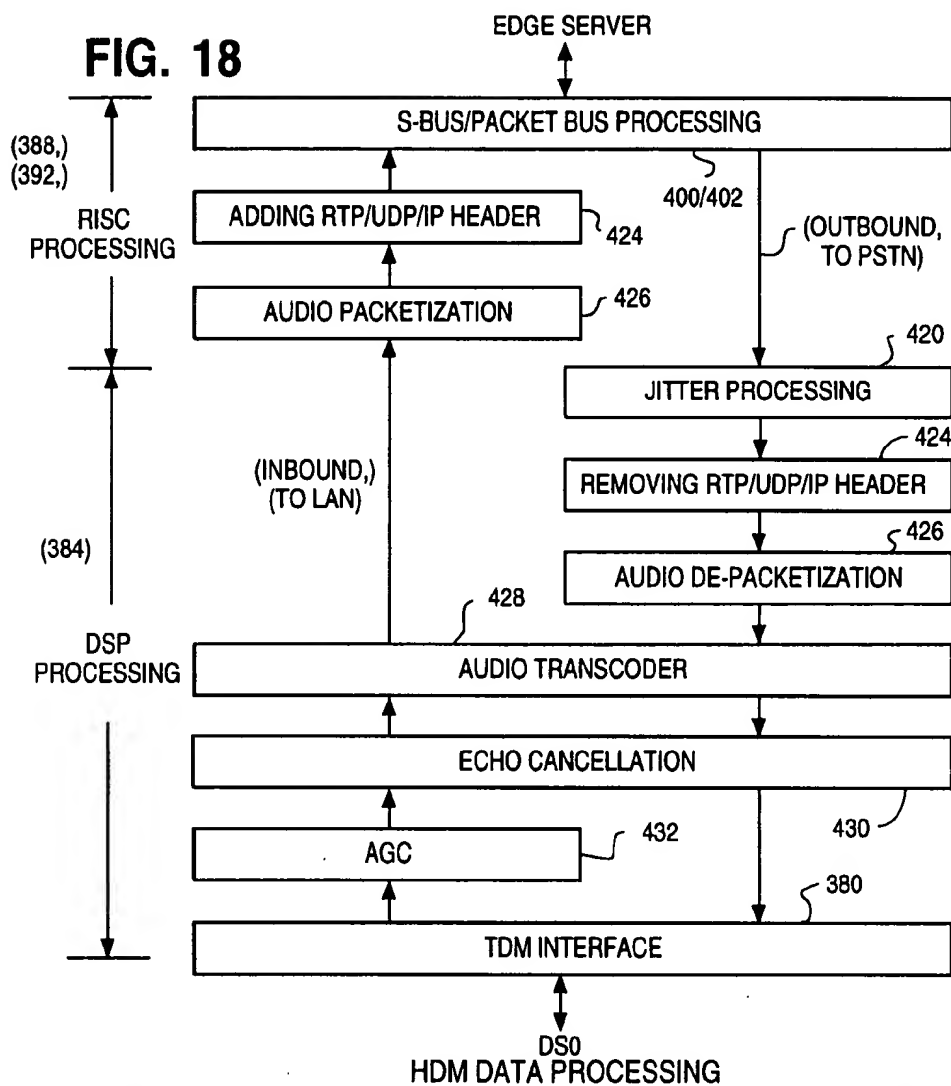 FIG. 18
EDGE SERVER
S-BUS/PACKET BUS PROCESSING
400/402
(388,)
(392,)
RISC
PROCESSING
ADDING RTP/UDP/IP HEADER
424
AUDIO PACKETIZATION
426
(OUTBOUND,
TO PSTN)
420
JITTER PROCESSING
424
REMOVING RTP/UDP/IP HEADER
426
AUDIO DE-PACKETIZATION
(INBOUND,)
(TO LAN)
(384)
DSP
PROCESSING
428
AUDIO TRANSCODER
ECHO CANCELLATION
430
AGC
432
380
TDM INTERFACE
DS0
HDM DATA PROCESSING